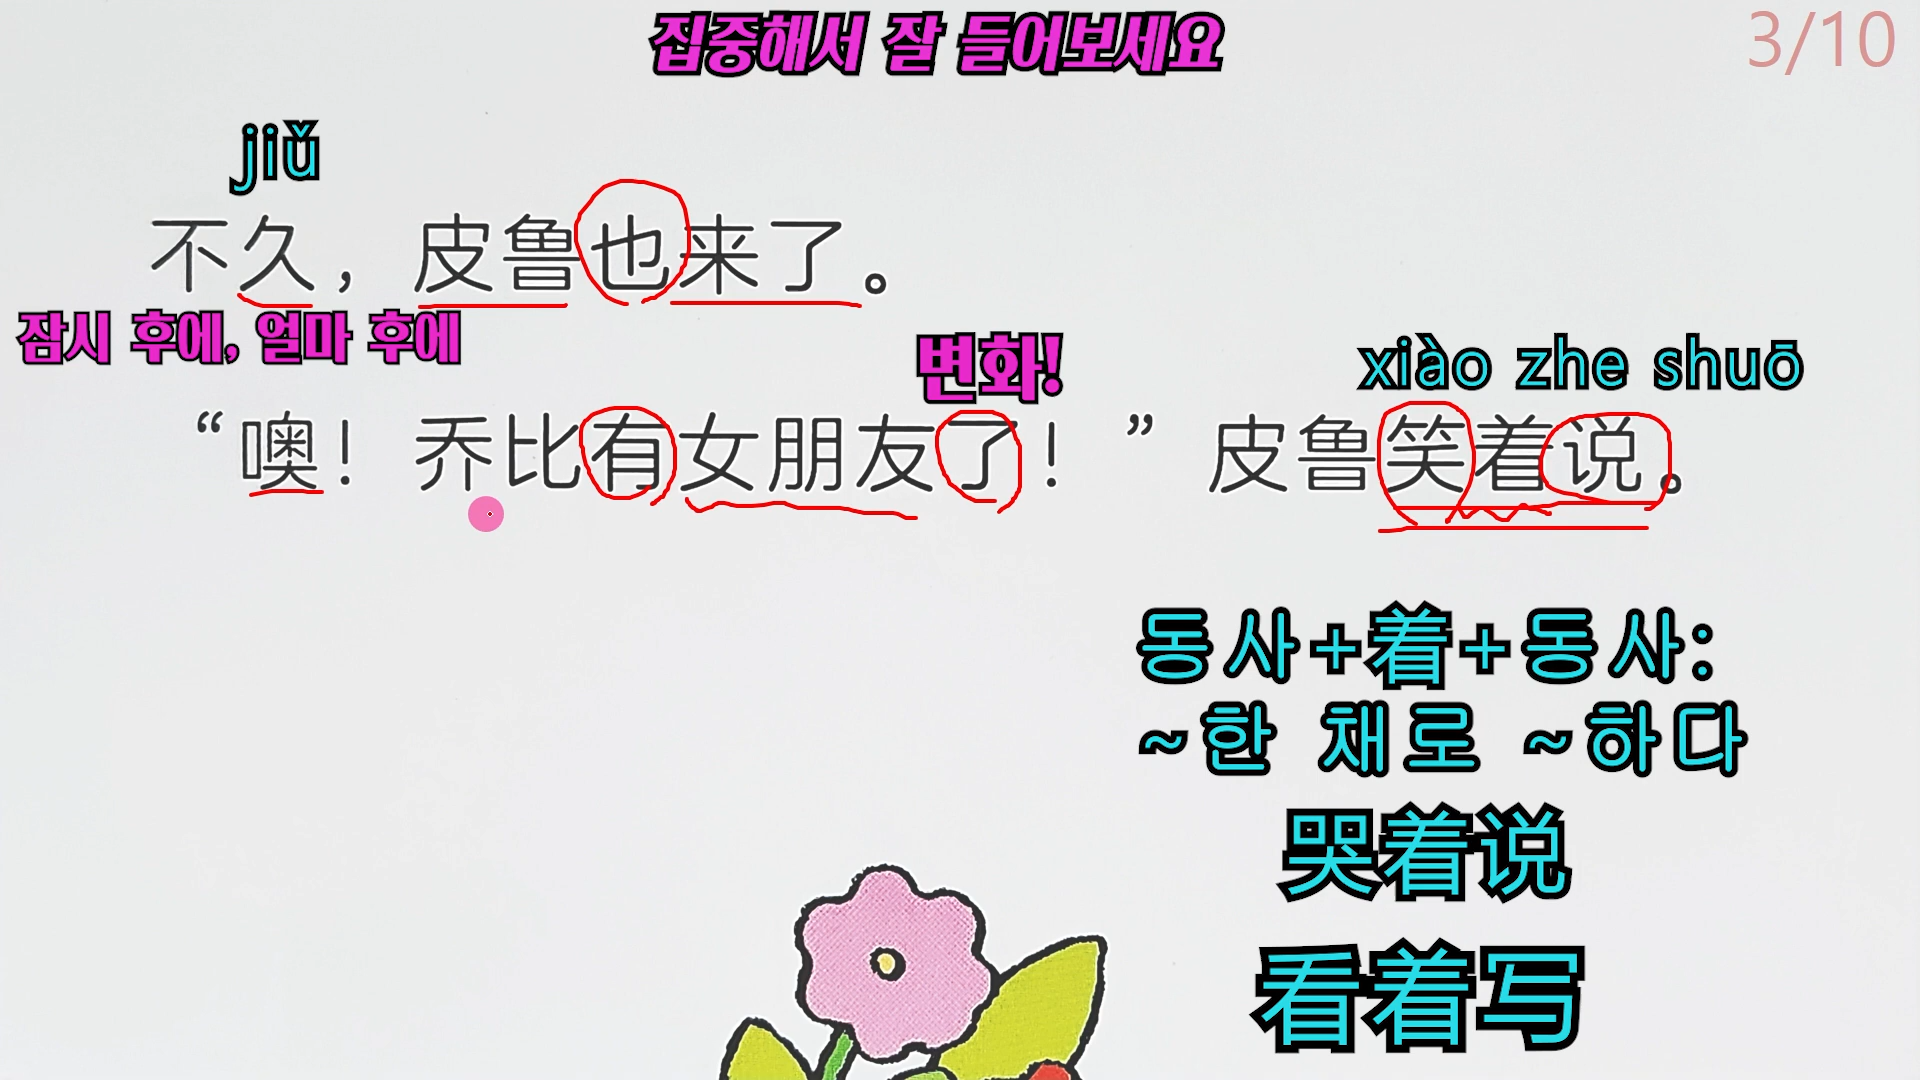 집중해서 잘 들어보세요
3/10
jiǔ
不久，皮鲁也来了。
잠시 후에, 얼마 후에
변화!
xiào zhe shuō
“噢！乔比有女朋友了！”皮鲁笑着说。
동사+着+동사:
~한 채로 ~하다
哭着说
看着写